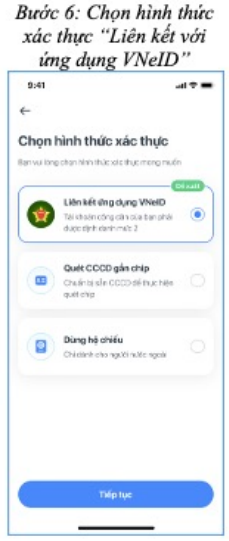 Bước 6: Chọn hình thức
xác thực “Liên kết với
ứng dụng VNeID”
9:41
Chọn hình thức xác thực
Bạn vui lòng chọn hình thức xác thực mong muốn
Đề xuất
Liên kết ứng dụng VNeID
Tài khoản công dân của bạn phải
được định danh mức 2
Quét CCCD gắn chip
Chuẩn bị sẵn CCCD để thực hiện
quét chip
Dùng hộ chiếu
Chỉ dành cho người nước ngoài
Tiếp tục